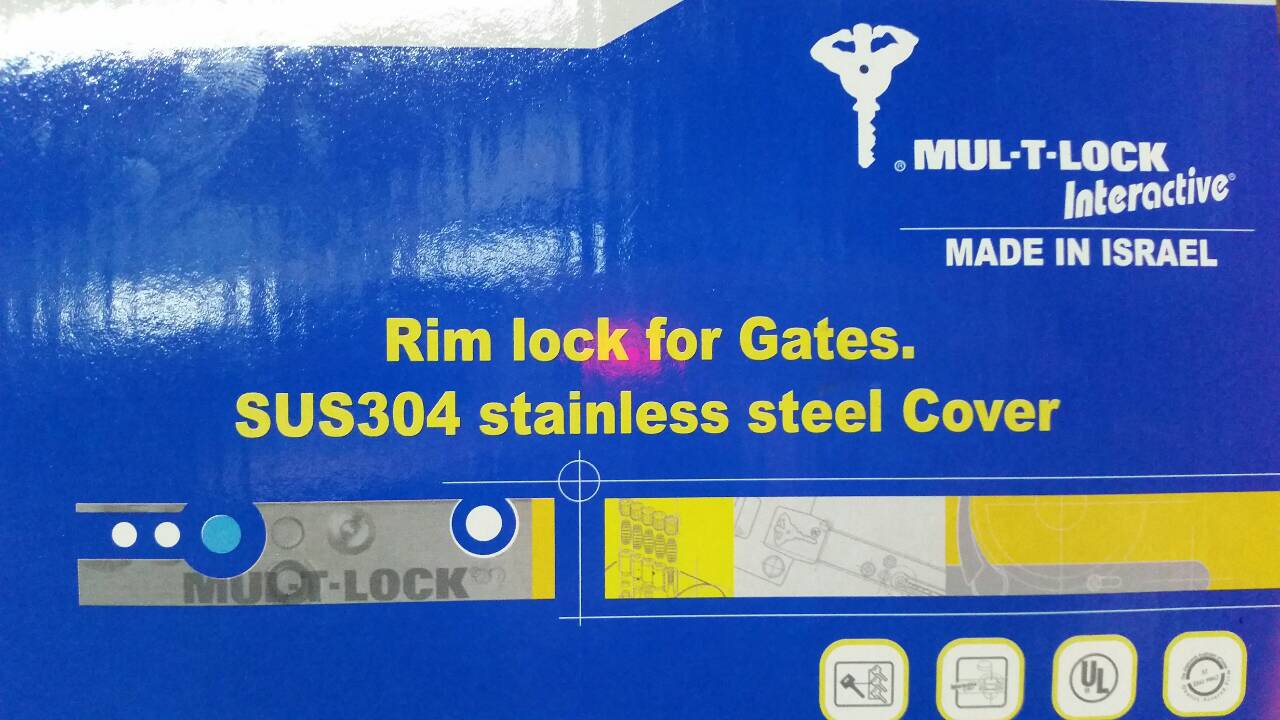 ® MUL-T-LOCK
Interactive®
MADE IN ISRAEL
Rim lock for Gates.
SUS304 stainless steel Cover
MUL-T-LOCK®
UL